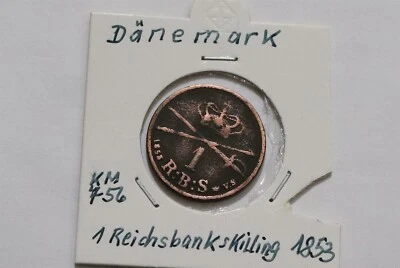 Dänemark
1853
1
R·B·S
V.S
KM
756
1 Reichsbankskilling 1853